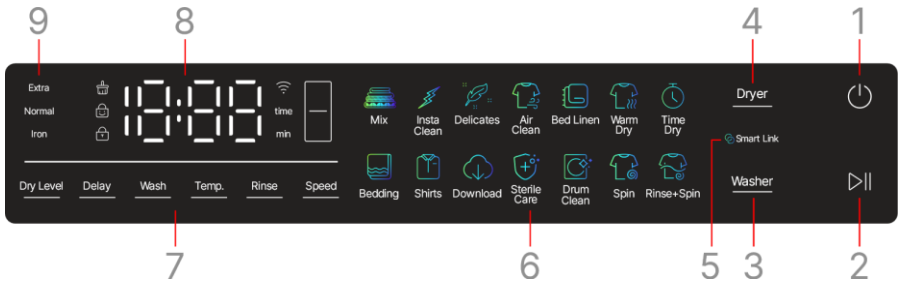 9
8
4
1
Extra
Normal
Iron
18:88
time
min
Mix
Insta
Clean
Delicates
Air
Clean
Bed Linen
Warm
Dry
Time
Dry
Dryer
Smart Link
Dry Level
Delay
Wash
Temp.
Rinse
Speed
Bedding
Shirts
Download
Sterile
Care
Drum
Clean
Spin
Rinse+Spin
Washer
7
6
5
3
2